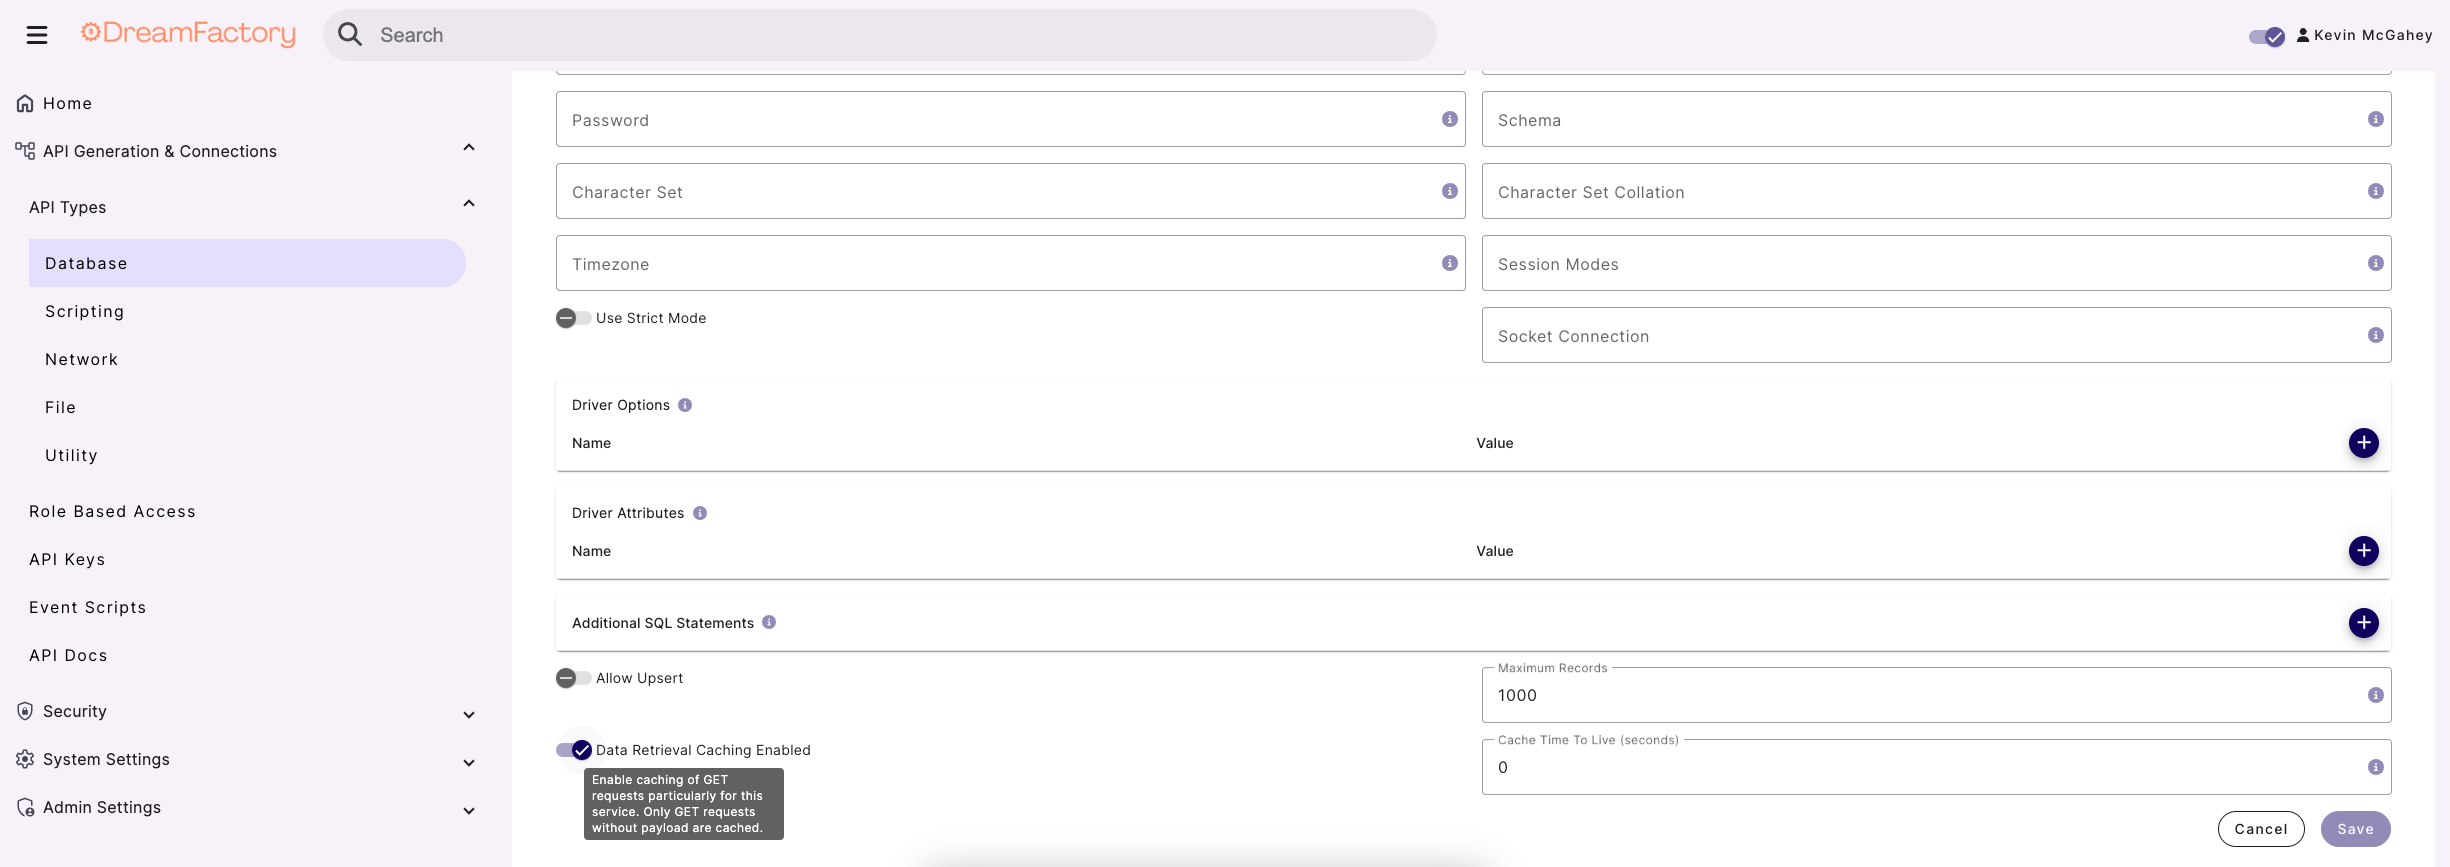 DreamFactory
Search
Kevin McGahey
Home
API Generation & Connections
API Types
Database
Scripting
Network
File
Utility
Role Based Access
API Keys
Event Scripts
API Docs
Security
System Settings
Admin Settings
Password
Schema
Character Set
Character Set Collation
Timezone
Session Modes
Use Strict Mode
Socket Connection
Driver Options
Name Value
Driver Attributes
Name Value
Additional SQL Statements
Allow Upsert
Maximum Records
1000
Data Retrieval Caching Enabled
Cache Time To Live (seconds)
0
Enable caching of GET
requests particularly for this
service. Only GET requests
without payload are cached.
Cancel Save